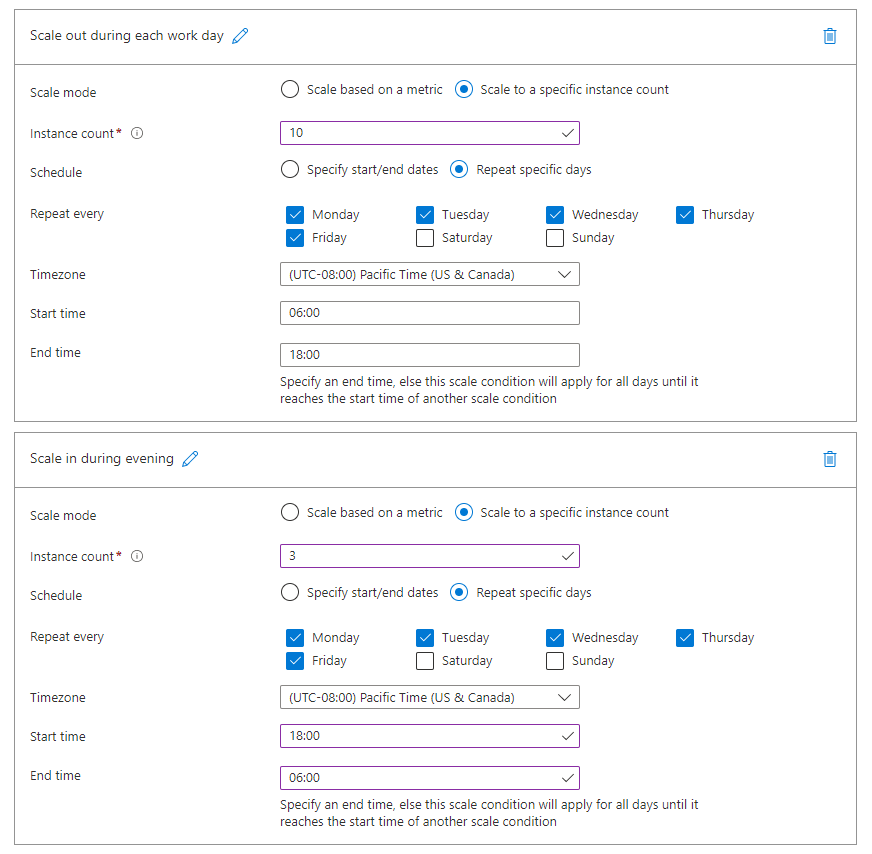 Scale out during each work day
Scale mode
Scale based on a metric Scale to a specific instance count
Instance count*
10
Schedule
Specify start/end dates Repeat specific days
Repeat every
Monday Tuesday Wednesday Thursday
Friday Saturday Sunday
Timezone
(UTC-08:00) Pacific Time (US & Canada)
Start time
06:00
End time
18:00
Specify an end time, else this scale condition will apply for all days until it
reaches the start time of another scale condition
Scale in during evening
Scale mode
Scale based on a metric Scale to a specific instance count
Instance count*
3
Schedule
Specify start/end dates Repeat specific days
Repeat every
Monday Tuesday Wednesday Thursday
Friday Saturday Sunday
Timezone
(UTC-08:00) Pacific Time (US & Canada)
Start time
18:00
End time
06:00
Specify an end time, else this scale condition will apply for all days until it
reaches the start time of another scale condition